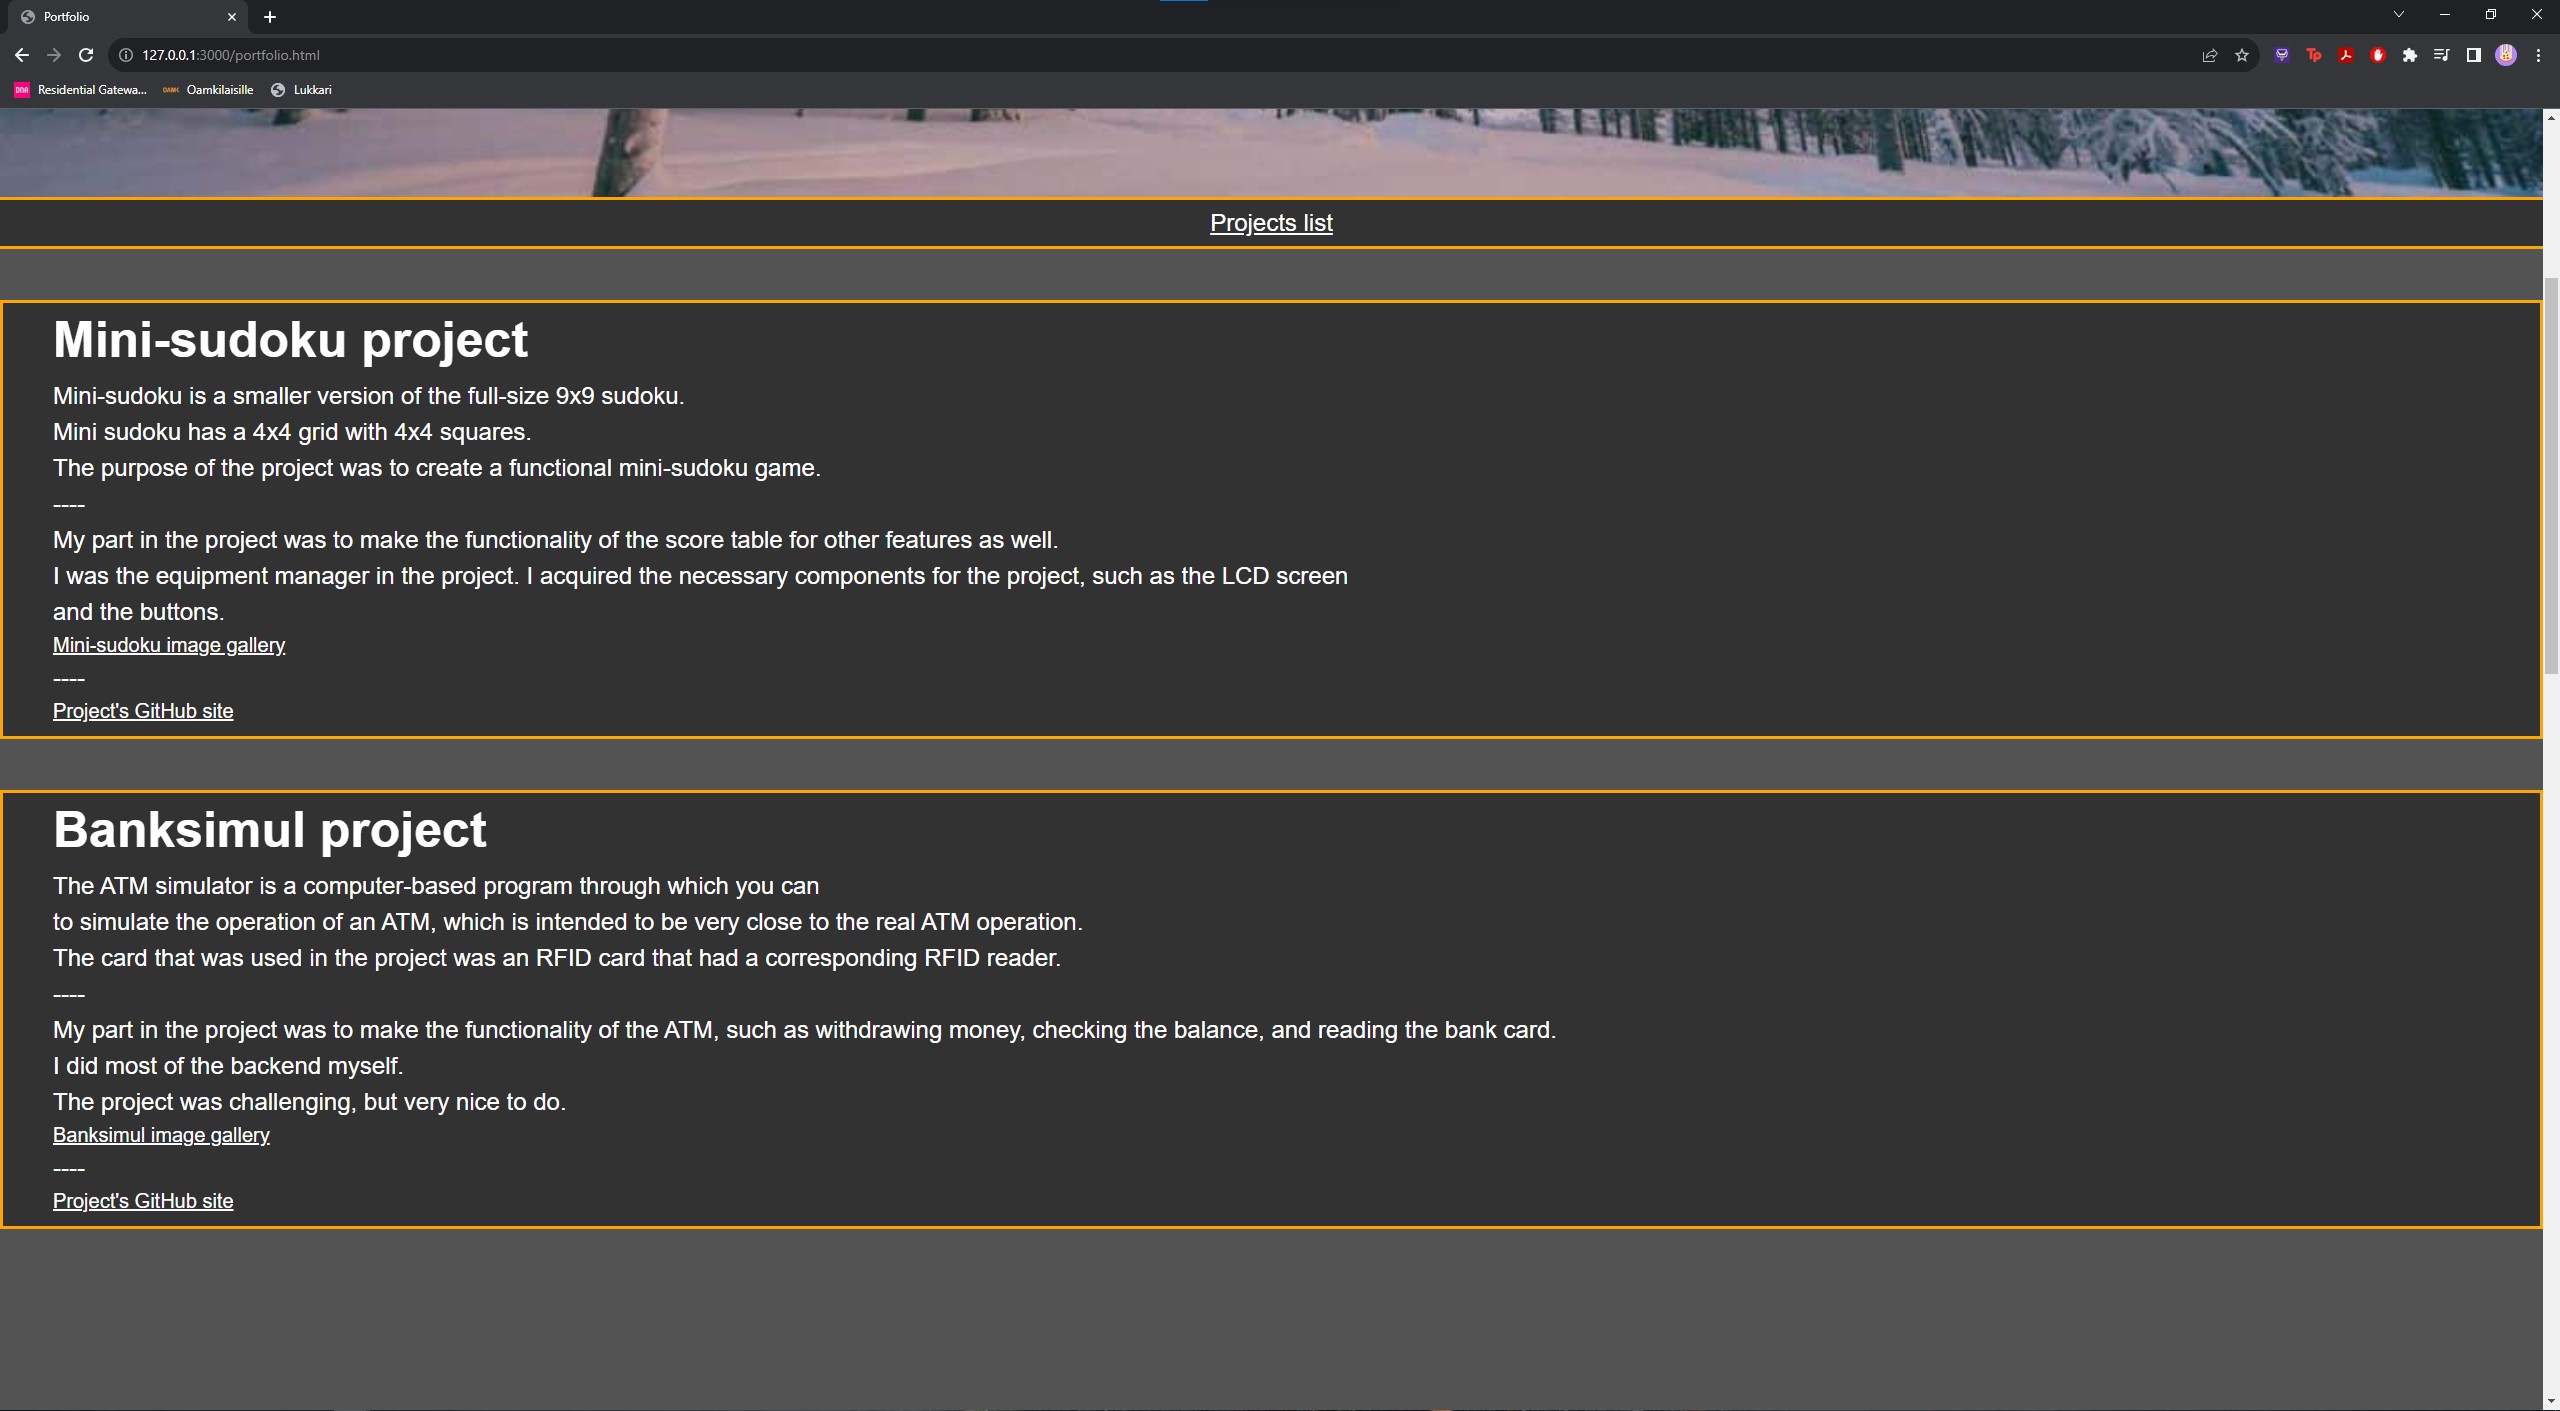 Portfolio
127.0.0.1:3000/portfolio.html
Tp
DNA Residential Gatewa... OAMK Oamkilaisille Lukkari
Projects list
Mini-sudoku project
Mini-sudoku is a smaller version of the full-size 9x9 sudoku.
Mini sudoku has a 4x4 grid with 4x4 squares.
The purpose of the project was to create a functional mini-sudoku game.
----
My part in the project was to make the functionality of the score table for other features as well.
I was the equipment manager in the project. I acquired the necessary components for the project, such as the LCD screen
and the buttons.
Mini-sudoku image gallery
----
Project's GitHub site
Banksimul project
The ATM simulator is a computer-based program through which you can
to simulate the operation of an ATM, which is intended to be very close to the real ATM operation.
The card that was used in the project was an RFID card that had a corresponding RFID reader.
----
My part in the project was to make the functionality of the ATM, such as withdrawing money, checking the balance, and reading the bank card.
I did most of the backend myself.
The project was challenging, but very nice to do.
Banksimul image gallery
----
Project's GitHub site